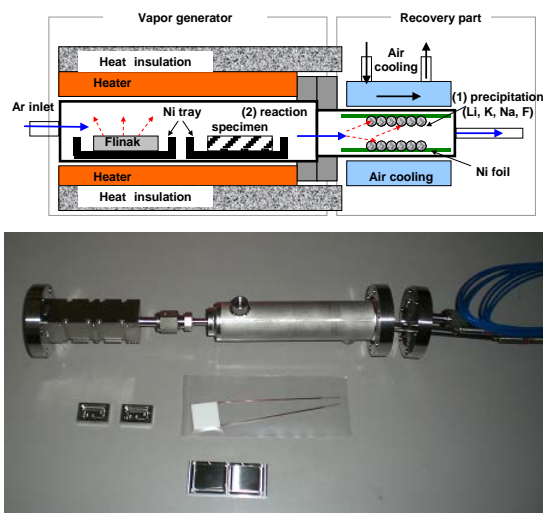 Vapor generator
Recovery part
Heat insulation
Air
cooling
Heater
Ar inlet
Ni tray
(2) reaction
specimen
(1) precipitation
(Li, K, Na, F)
Flinak
Ni foil
Heater
Air cooling
Heat insulation